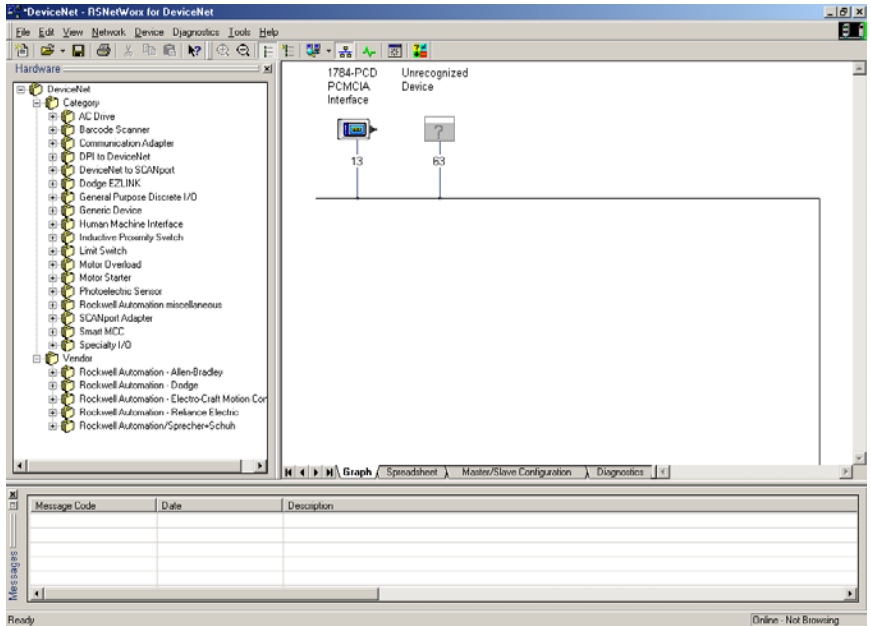 *DeviceNet - RSNetWorx for DeviceNet
File Edit View Network Device Diagnostics Tools Help
Hardware
DeviceNet
Category
AC Drive
Barcode Scanner
Communication Adapter
DPI to DeviceNet
DeviceNet to SCANport
Dodge EZLINK
General Purpose Discrete I/O
Generic Device
Human Machine Interface
Inductive Proximity Switch
Limit Switch
Motor Overload
Motor Starter
Photoelectric Sensor
Rockwell Automation miscellaneous
SCANport Adapter
Smart MCC
Specialty I/O
Vendor
Rockwell Automation - Allen-Bradley
Rockwell Automation - Dodge
Rockwell Automation - Electro-Craft Motion Cor
Rockwell Automation - Reliance Electric
Rockwell Automation/Sprecher+Schuh
1784-PCD
PCMCIA
Interface
Unrecognized
Device
?
13
63
Graph Spreadsheet Master/Slave Configuration Diagnostics
Messages
Message Code Date Description
Ready Online - Not Browsing